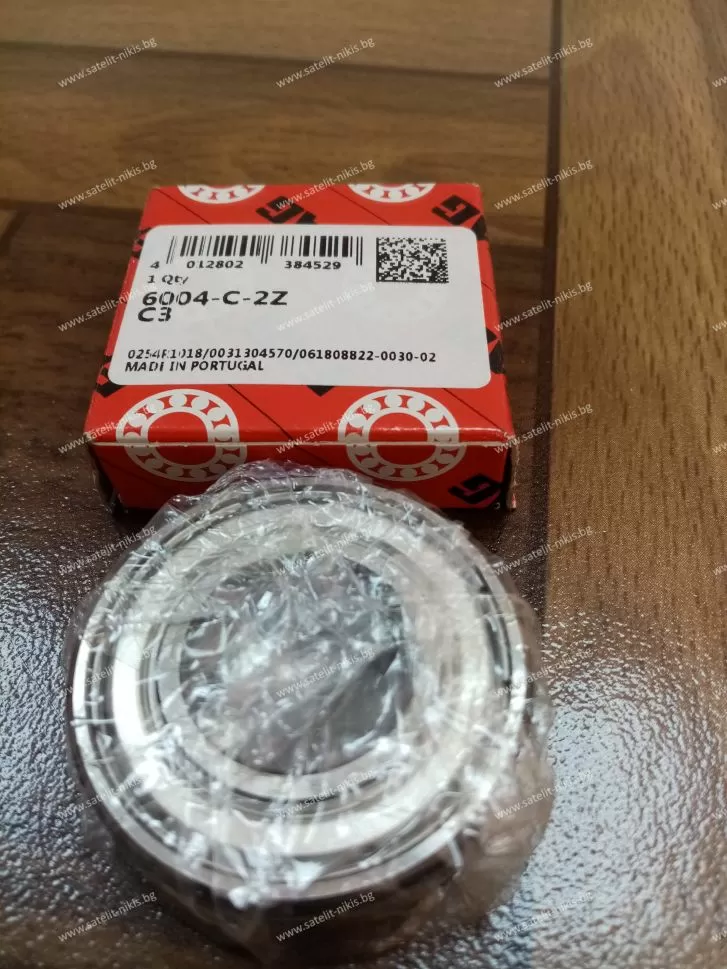 www.satelit-nikis.bg
4 012802 384529
1 Qty
6004-C-2Z
C3
0254R1018/0031304570/061808822-0030-02
MADE IN PORTUGAL